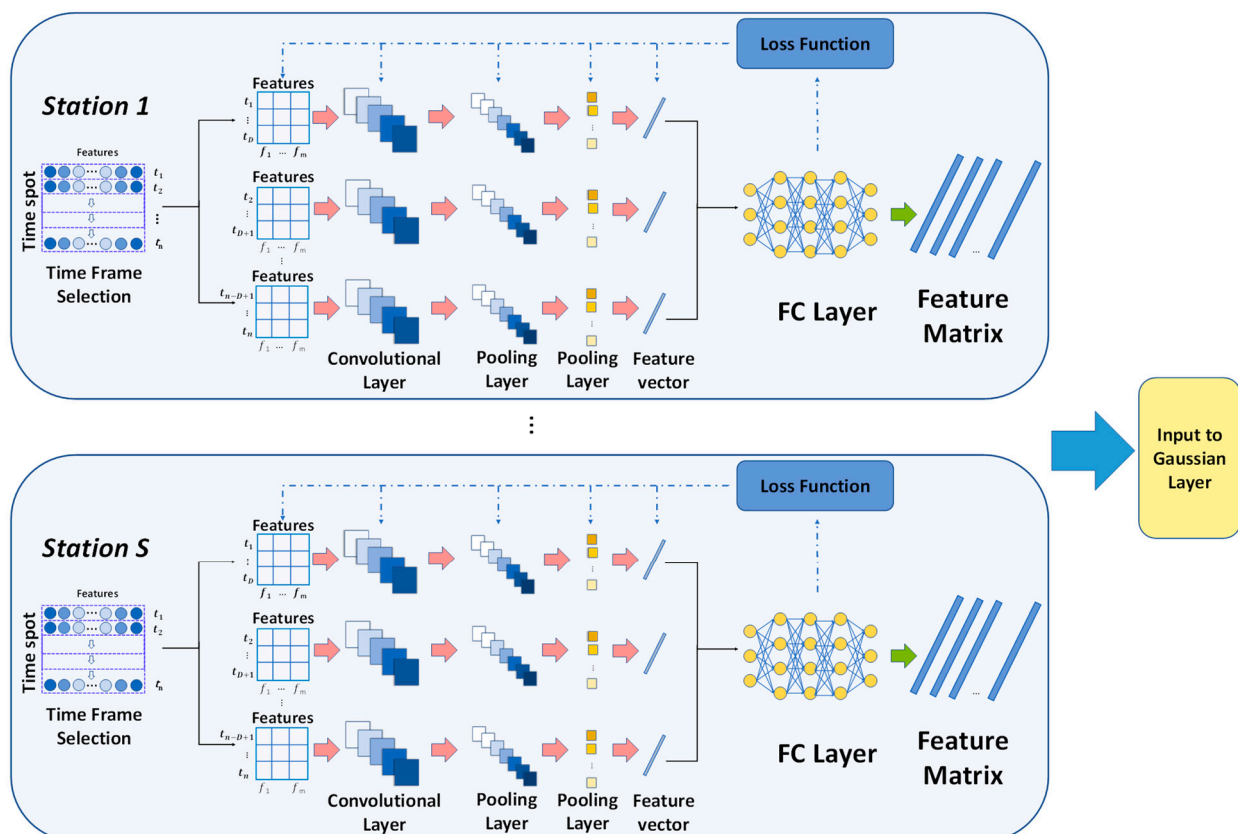 Loss Function
Station 1
Features
Time spot
t1
t2
⋮
tn
Time Frame
Selection
Features
t1
⋮
tD
f1 ... fm
Features
t2
⋮
tD+1
f1 ... fm
⋮
Features
tn-D+1
⋮
tn
f1 ... fm
Convolutional
Layer
Pooling
Layer
Pooling
Layer
Feature
vector
FC Layer
Feature
Matrix
...
⋮
Input to
Gaussian
Layer
Loss Function
Station S
Features
Time spot
t1
t2
tn
Time Frame
Selection
Features
t1
⋮
tD
f1 ... fm
Features
t2
⋮
tD+1
f1 ... fm
⋮
Features
tn-D+1
⋮
tn
f1 ... fm
Convolutional
Layer
Pooling
Layer
Pooling
Layer
Feature
vector
FC Layer
Feature
Matrix
...